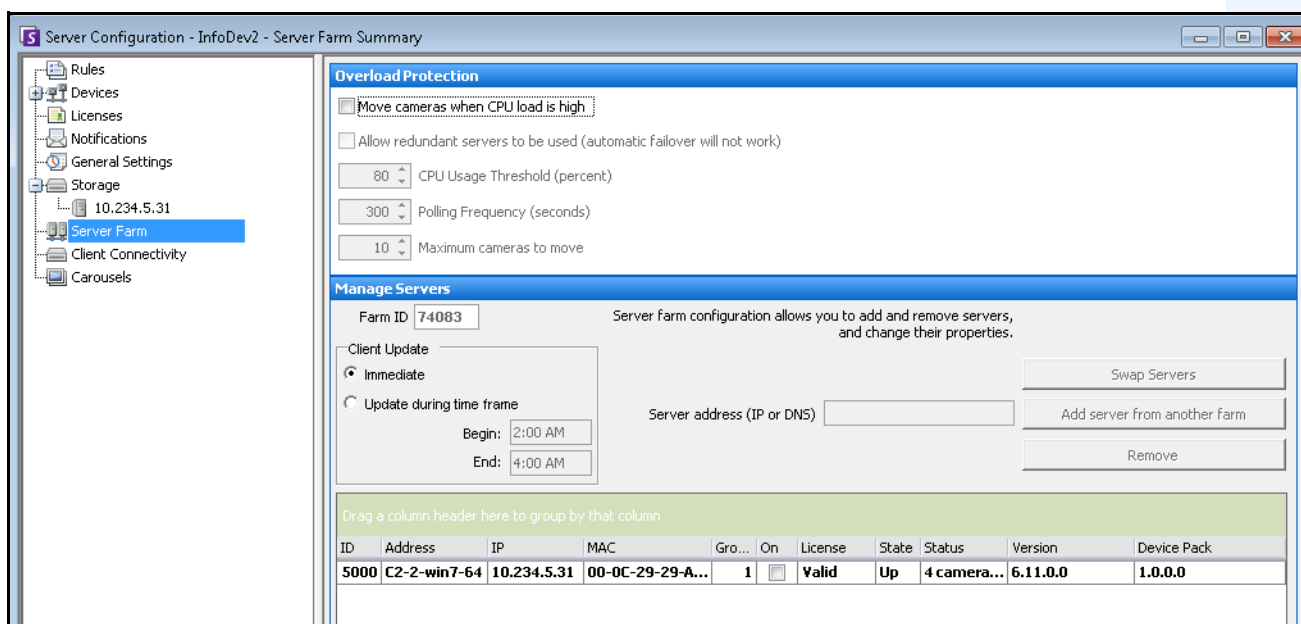 Server Configuration - InfoDev2 - Server Farm Summary
Rules
Devices
Licenses
Notifications
General Settings
Storage
10.234.5.31
Server Farm
Client Connectivity
Carousels
Overload Protection
Move cameras when CPU load is high
Allow redundant servers to be used (automatic failover will not work)
80 CPU Usage Threshold (percent)
300 Polling Frequency (seconds)
10 Maximum cameras to move
Manage Servers
Farm ID 74083
Server farm configuration allows you to add and remove servers,
and change their properties.
Client Update
Immediate
Update during time frame
Begin: 2:00 AM
End: 4:00 AM
Server address (IP or DNS)
Swap Servers
Add server from another farm
Remove
Drag a column header here to group by that column
ID Address IP MAC Gro... On License State Status Version Device Pack
5000 C2-2-win7-64 10.234.5.31 00-0C-29-29-A... 1 Valid Up 4 camera... 6.11.0.0 1.0.0.0